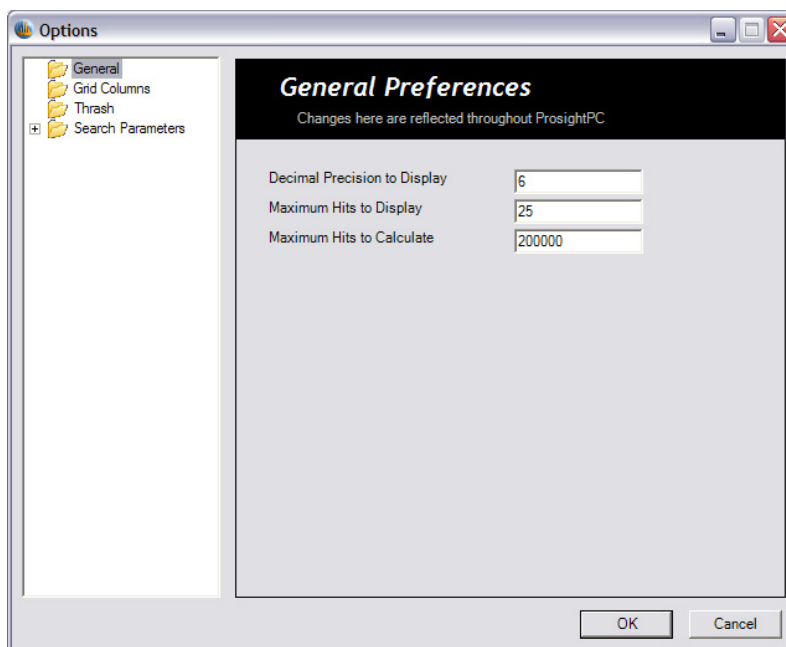 Options
General
Grid Columns
Thrash
Search Parameters
General Preferences
Changes here are reflected throughout ProsightPC
Decimal Precision to Display 6
Maximum Hits to Display 25
Maximum Hits to Calculate 200000
OK Cancel